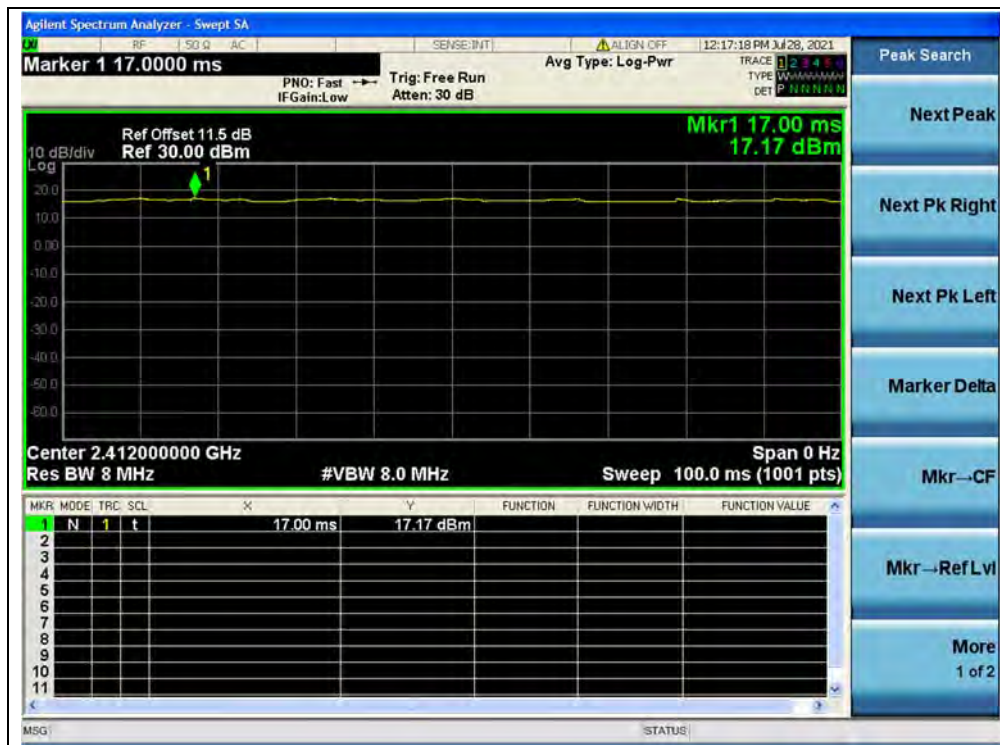 Agilent Spectrum Analyzer - Swept SA
LXI RF 50 Ω AC SENSE:INT ALIGN OFF 12:17:18 PM Jul 28, 2021
Marker 1 17.0000 ms
PNO: Fast
IFGain:Low
Trig: Free Run
Atten: 30 dB
Avg Type: Log-Pwr
TRACE 1 2 3 4 5 6
TYPE WWWWWW
DET P N N N N N
Ref Offset 11.5 dB
10 dB/div Ref 30.00 dBm
Log
Mkr1 17.00 ms
17.17 dBm
1
20.0
10.0
0.00
-10.0
-20.0
-30.0
-40.0
-50.0
-60.0
Center 2.412000000 GHz Span 0 Hz
Res BW 8 MHz #VBW 8.0 MHz Sweep 100.0 ms (1001 pts)
MKR MODE TRC SCL X Y FUNCTION FUNCTION WIDTH FUNCTION VALUE
1 N 1 t 17.00 ms 17.17 dBm
2
3
4
5
6
7
8
9
10
11
MSG STATUS
Peak Search
Next Peak
Next Pk Right
Next Pk Left
Marker Delta
Mkr→CF
Mkr→Ref Lvl
More
1 of 2